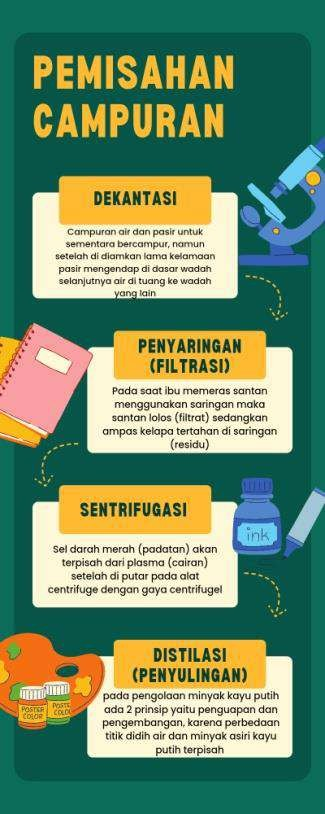 PEMISAHAN
CAMPURAN
DEKANTASI
Campuran air dan pasir untuk
sementara bercampur, namun
setelah di diamkan lama kelamaan
pasir mengendap di dasar wadah
selanjutnya air di tuang ke wadah
yang lain
PENYARINGAN
(FILTRASI)
Pada saat ibu memeras santan
menggunakan saringan maka
santan lolos (filtrat) sedangkan
ampas kelapa tertahan di saringan
(residu)
SENTRIFUGASI
Sel darah merah (padatan) akan
terpisah dari plasma (cairan)
setelah di putar pada alat
centrifuge dengan gaya centrifugel
ink
DISTILASI
(PENYULINGAN)
pada pengolaan minyak kayu putih
ada 2 prinsip yaitu penguapan dan
pengembangan, karena perbedaan
titik didih air dan minyak asiri kayu
putih terpisah
POSTER
COLOR
POSTE
COLO